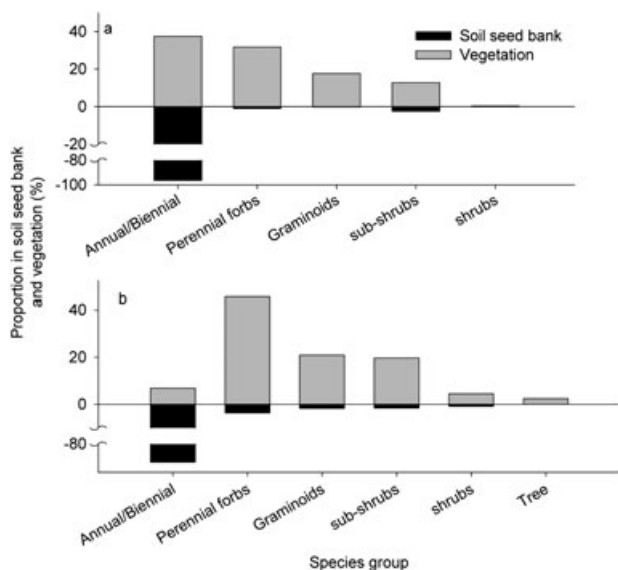 a
Soil seed bank
Vegetation
40
20
0
-20
-80
-100
Annual/Biennial
Perennial forbs
Graminoids
sub-shrubs
shrubs
Proportion in soil seed bank
and vegetation (%)
b
40
20
0
-80
Annual/Biennial
Perennial forbs
Graminoids
sub-shrubs
shrubs
Tree
Species group